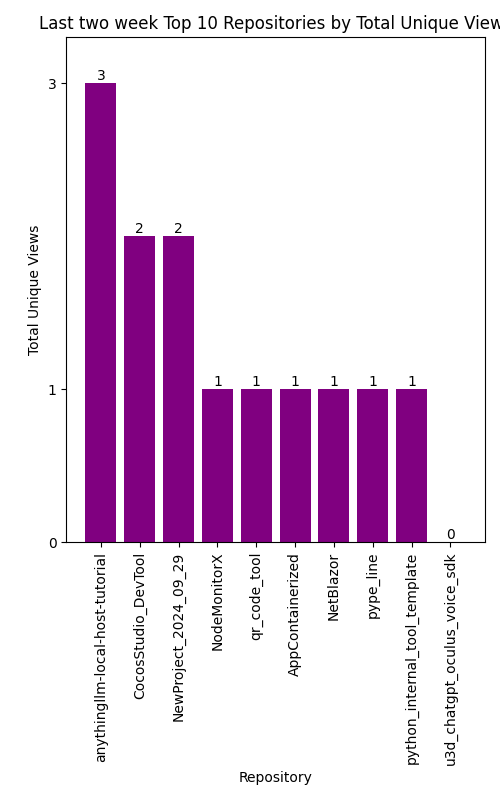 Last two week Top 10 Repositories by Total Unique View
3
2
2
1
1
1
1
1
1
0
3
1
0
Total Unique Views
anythingllm-local-host-tutorial
CocosStudio_DevTool
NewProject_2024_09_29
NodeMonitorX
qr_code_tool
AppContainerized
NetBlazor
pype_line
python_internal_tool_template
u3d_chatgpt_oculus_voice_sdk
Repository